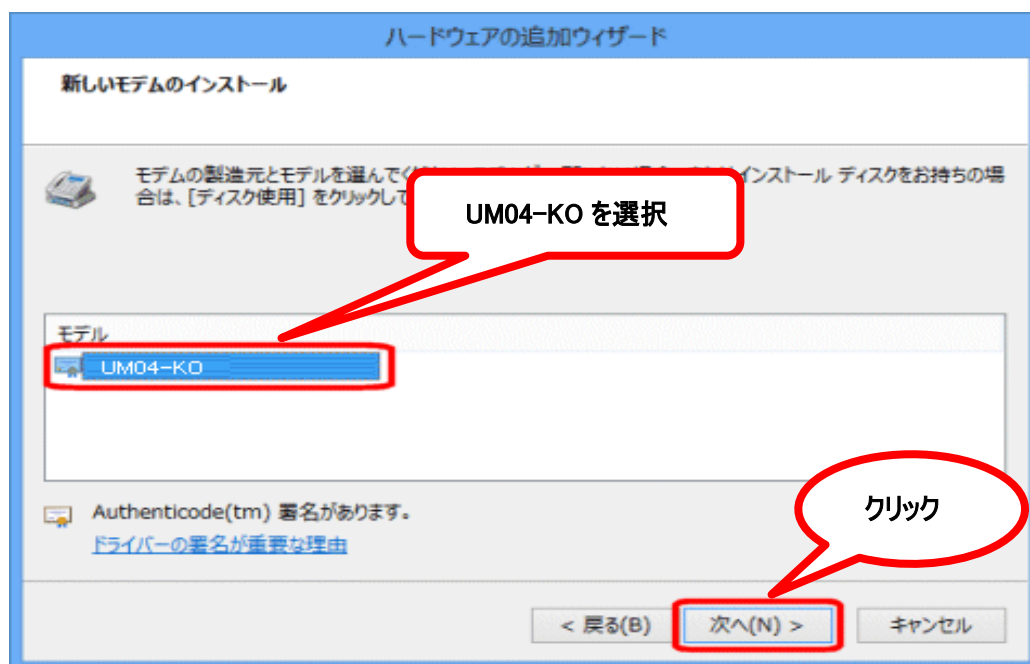 ハードウェアの追加ウィザード
新しいモデムのインストール
モデムの製造元とモデルを選んで インストール ディスクをお持ちの場
合は、[ディスク使用] をクリックして
UM04-KO を選択
モデル
UM04-KO
Authenticode(tm) 署名があります。
ドライバーの署名が重要な理由
クリック
< 戻る(B)
次へ(N) >
キャンセル